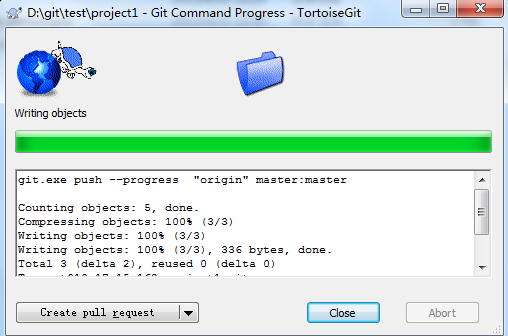 D:\git\test\project1 - Git Command Progress - TortoiseGit
Writing objects
git.exe push --progress  "origin" master:master
Counting objects: 5, done.
Compressing objects: 100% (3/3)
Writing objects: 100% (3/3)
Writing objects: 100% (3/3), 336 bytes, done.
Total 3 (delta 2), reused 0 (delta 0)
Create pull request
Close
Abort